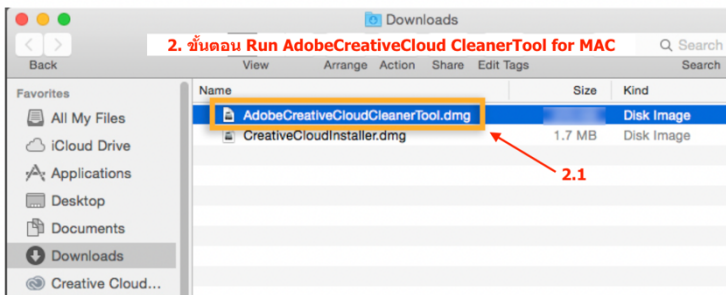 Downloads
2. ขั้นตอน Run AdobeCreativeCloud CleanerTool for MAC
Search
Back View Arrange Action Share Edit Tags Search
Favorites
Name Size Kind
All My Files
AdobeCreativeCloudCleanerTool.dmg Disk Image
CreativeCloudInstaller.dmg 1.7 MB Disk Image
iCloud Drive
Applications
2.1
Desktop
Documents
Downloads
Creative Cloud...